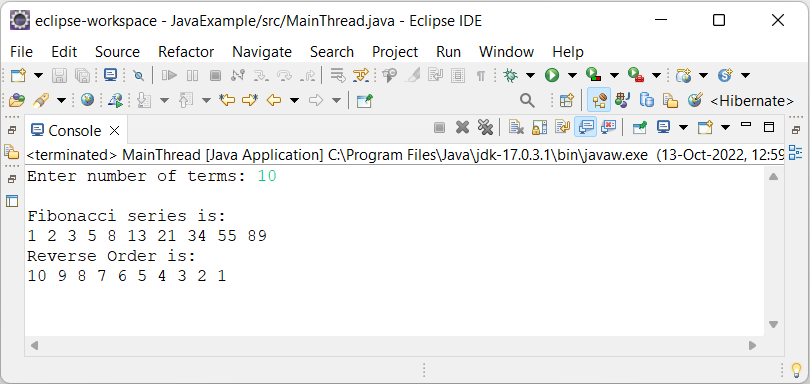 eclipse-workspace - JavaExample/src/MainThread.java - Eclipse IDE
File Edit Source Refactor Navigate Search Project Run Window Help
<Hibernate>
Console
<terminated> MainThread [Java Application] C:\Program Files\Java\jdk-17.0.3.1\bin\javaw.exe (13-Oct-2022, 12:59
Enter number of terms: 10
Fibonacci series is:
1 2 3 5 8 13 21 34 55 89
Reverse Order is:
10 9 8 7 6 5 4 3 2 1